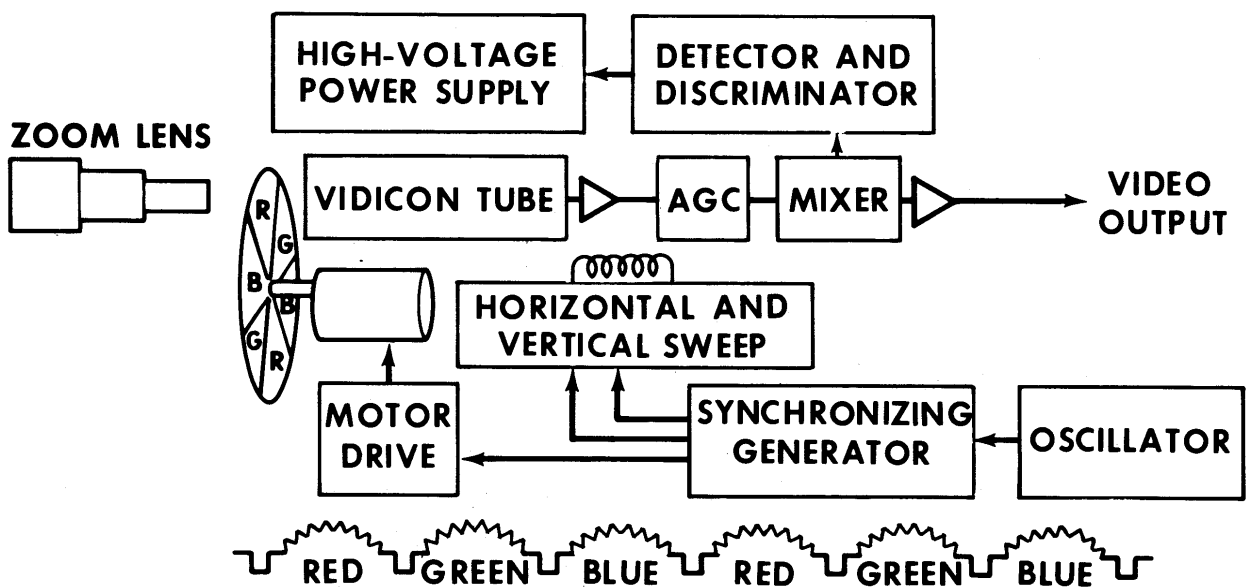 HIGH-VOLTAGE
POWER SUPPLY
DETECTOR AND
DISCRIMINATOR
ZOOM LENS
VIDICON TUBE
AGC
MIXER
VIDEO
OUTPUT
R
G
B
B
G
R
HORIZONTAL AND
VERTICAL SWEEP
MOTOR
DRIVE
SYNCHRONIZING
GENERATOR
OSCILLATOR
RED GREEN BLUE RED GREEN BLUE